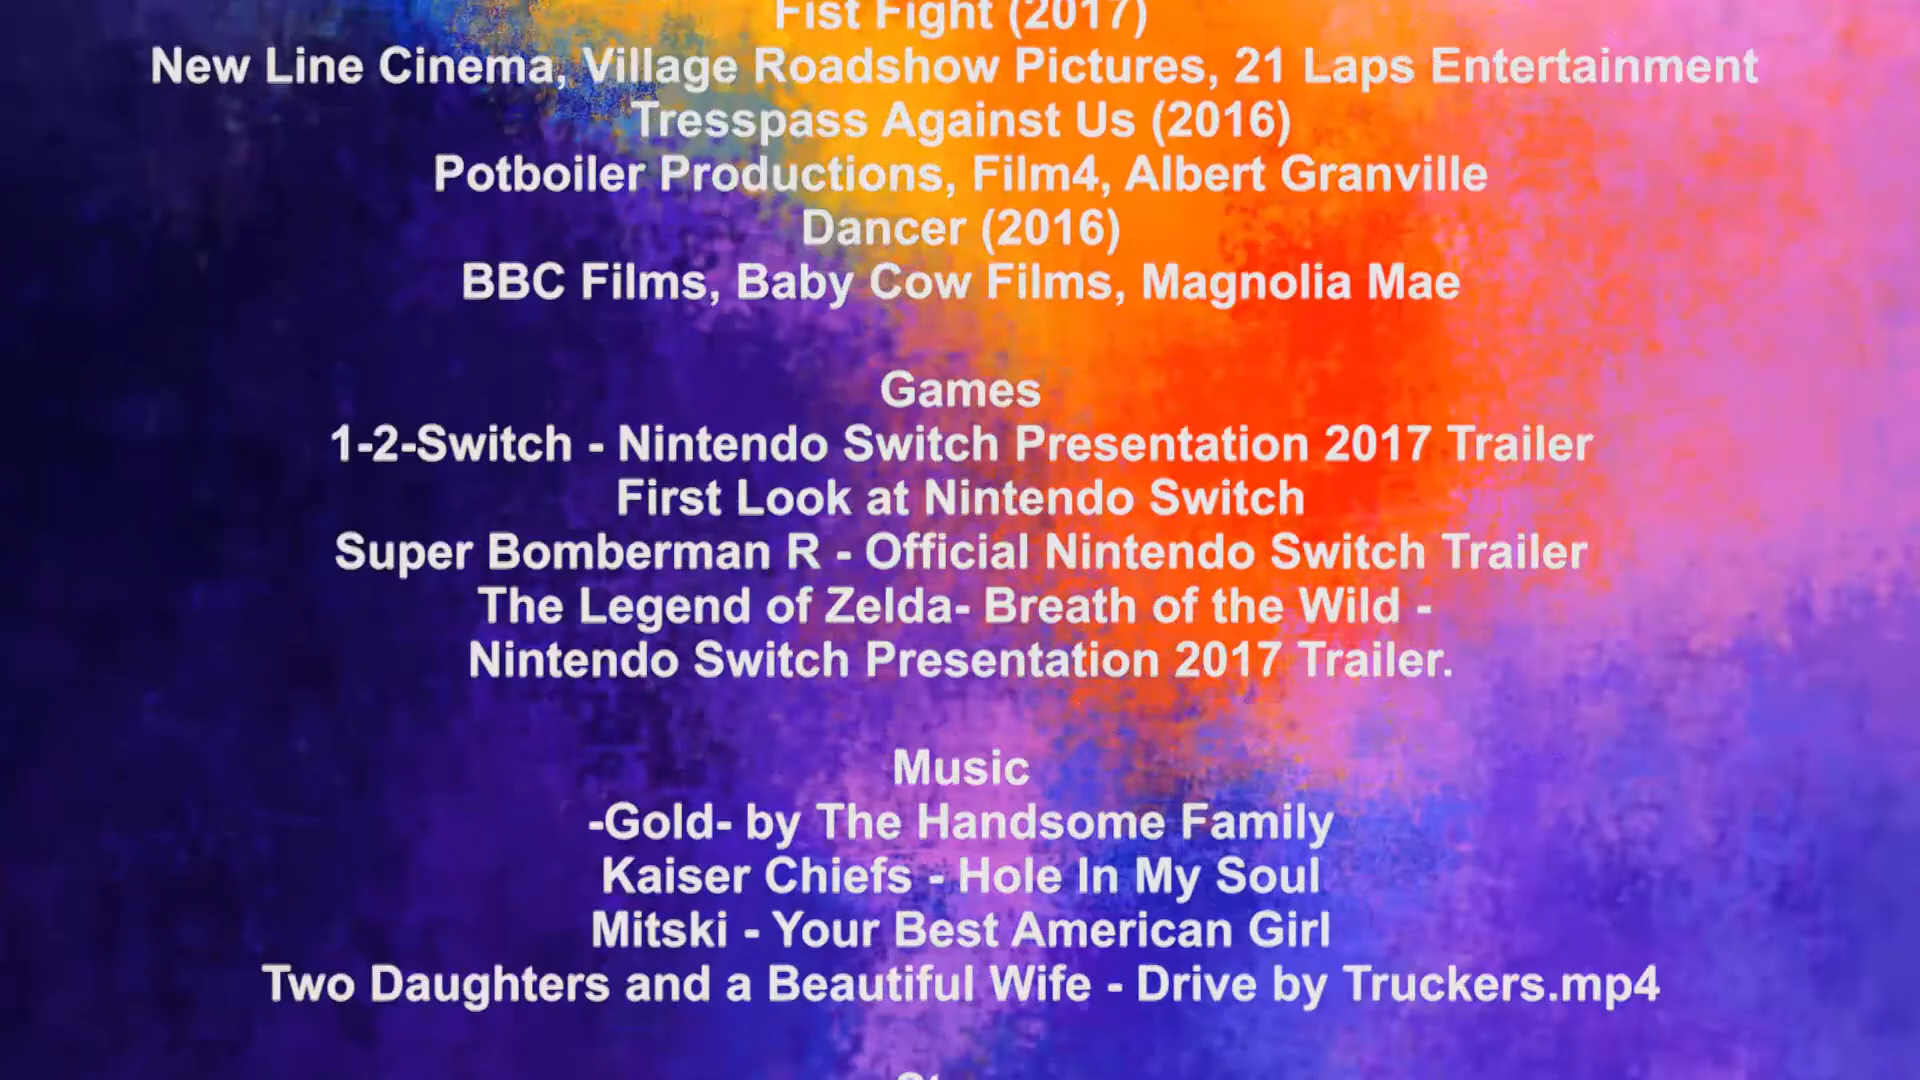 Fist Fight (2017)
New Line Cinema, Village Roadshow Pictures, 21 Laps Entertainment
Tresspass Against Us (2016)
Potboiler Productions, Film4, Albert Granville
Dancer (2016)
BBC Films, Baby Cow Films, Magnolia Mae
Games
1-2-Switch - Nintendo Switch Presentation 2017 Trailer
First Look at Nintendo Switch
Super Bomberman R - Official Nintendo Switch Trailer
The Legend of Zelda- Breath of the Wild -
Nintendo Switch Presentation 2017 Trailer.
Music
-Gold- by The Handsome Family
Kaiser Chiefs - Hole In My Soul
Mitski - Your Best American Girl
Two Daughters and a Beautiful Wife - Drive by Truckers.mp4